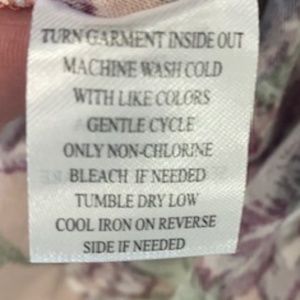 TURN GARMENT INSIDE OUT
MACHINE WASH COLD
WITH LIKE COLORS
GENTLE CYCLE
ONLY NON-CHLORINE
BLEACH IF NEEDED
TUMBLE DRY LOW
COOL IRON ON REVERSE
SIDE IF NEEDED